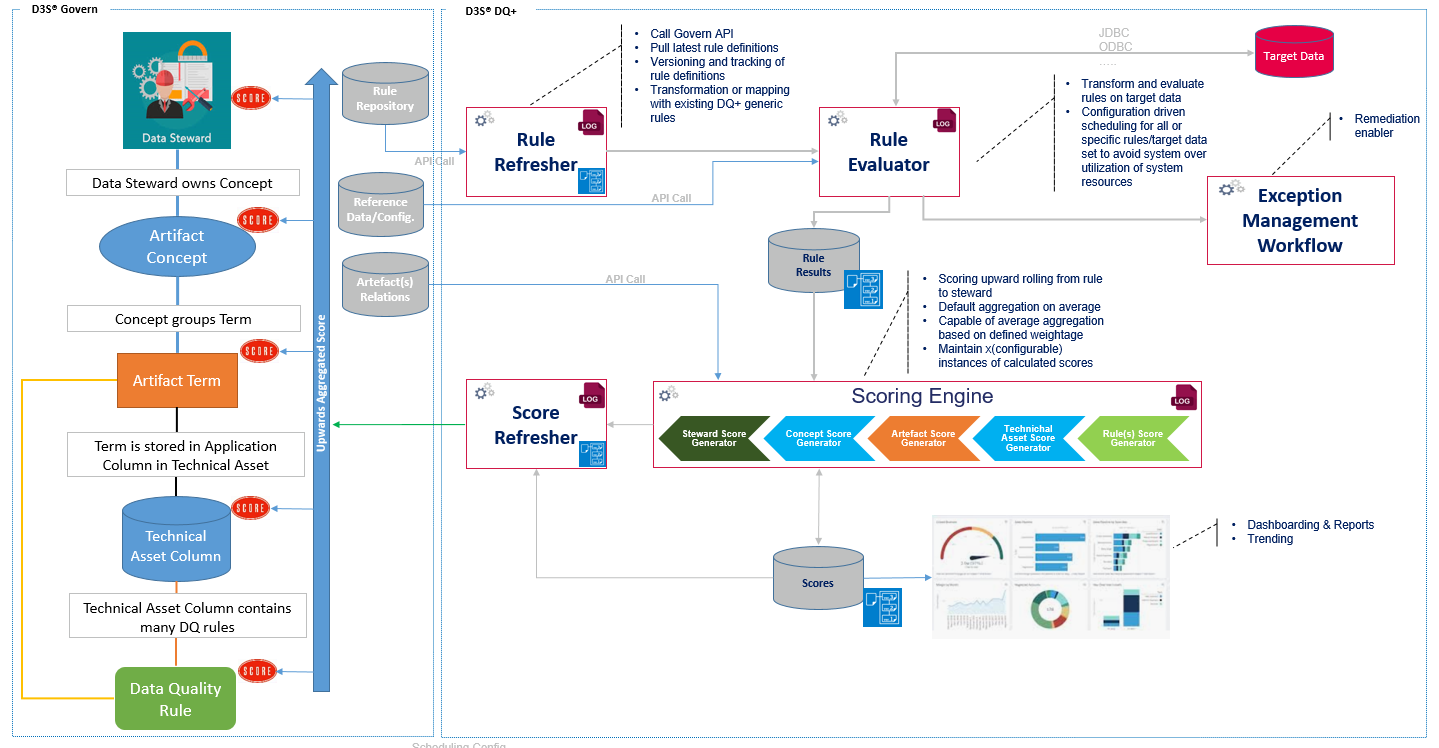 D3S® Govern
D3S® DQ+
Data Steward
SCORE
Data Steward owns Concept
SCORE
Artifact
Concept
Concept groups Term
SCORE
Artifact Term
Term is stored in Application
Column in Technical Asset
SCORE
Technical
Asset Column
Technical Asset Column contains
many DQ rules
SCORE
Data Quality
Rule
Upwards Aggregated Score
Rule
Repository
API Call
Reference
Data/Config.
API Call
Artefact(s)
Relations
API Call
• Call Govern API
• Pull latest rule definitions
• Versioning and tracking of
rule definitions
• Transformation or mapping
with existing DQ+ generic
rules
LOG
Rule
Refresher
JDBC
ODBC
.....
Target Data
LOG
Rule
Evaluator
• Transform and evaluate
rules on target data
• Configuration driven
scheduling for all or
specific rules/target data
set to avoid system over
utilization of system
resources
• Remediation
enabler
Exception
Management
Workflow
Rule
Results
• Scoring upward rolling from rule
to steward
• Default aggregation on average
• Capable of average aggregation
based on defined weightage
• Maintain x(configurable)
instances of calculated scores
LOG
Score
Refresher
Scoring Engine
LOG
Steward Score
Generator
Concept Score
Generator
Artefact Score
Generator
Technichal
Asset Score
Generator
Rule(s) Score
Generator
Scores
• Dashboarding & Reports
• Trending
Scheduling Config